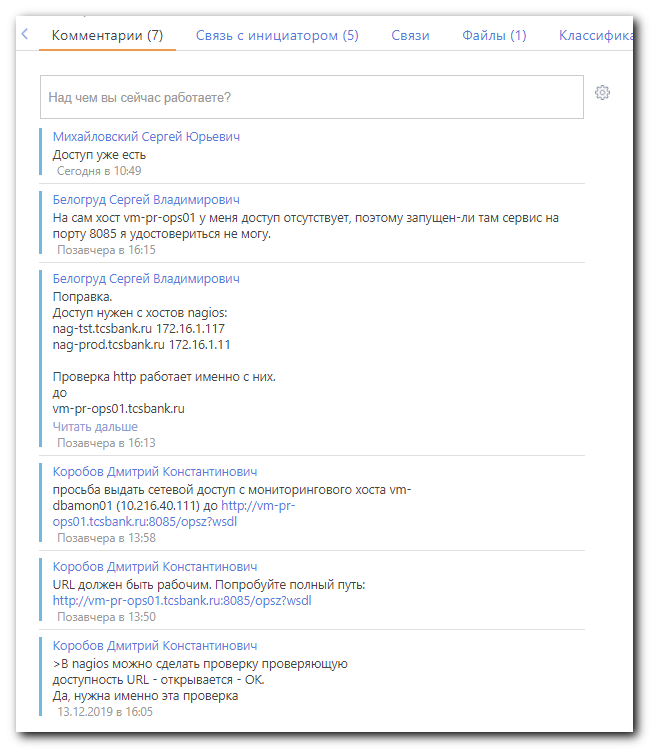 Комментарии (7) Связь с инициатором (5) Связи Файлы (1) Классифика
Над чем вы сейчас работаете?
Михайловский Сергей Юрьевич
Доступ уже есть
Сегодня в 10:49
Белогруд Сергей Владимирович
На сам хост vm-pr-ops01 у меня доступ отсутствует, поэтому запущен-ли там сервис на
порту 8085 я удостовериться не могу.
Позавчера в 16:15
Белогруд Сергей Владимирович
Поправка.
Доступ нужен с хостов nagios:
nag-tst.tcsbank.ru 172.16.1.117
nag-prod.tcsbank.ru 172.16.1.11
Проверка http работает именно с них.
до
vm-pr-ops01.tcsbank.ru
Читать дальше
Позавчера в 16:13
Коробов Дмитрий Константинович
просьба выдать сетевой доступ с мониторингового хоста vm-
dbamon01 (10.216.40.111) до http://vm-pr-
ops01.tcsbank.ru:8085/opsz?wsdl
Позавчера в 13:58
Коробов Дмитрий Константинович
URL должен быть рабочим. Попробуйте полный путь:
http://vm-pr-ops01.tcsbank.ru:8085/opsz?wsdl
Позавчера в 13:50
Коробов Дмитрий Константинович
>В nagios можно сделать проверку проверяющую
доступность URL - открывается - OK.
Да, нужна именно эта проверка
13.12.2019 в 16:05